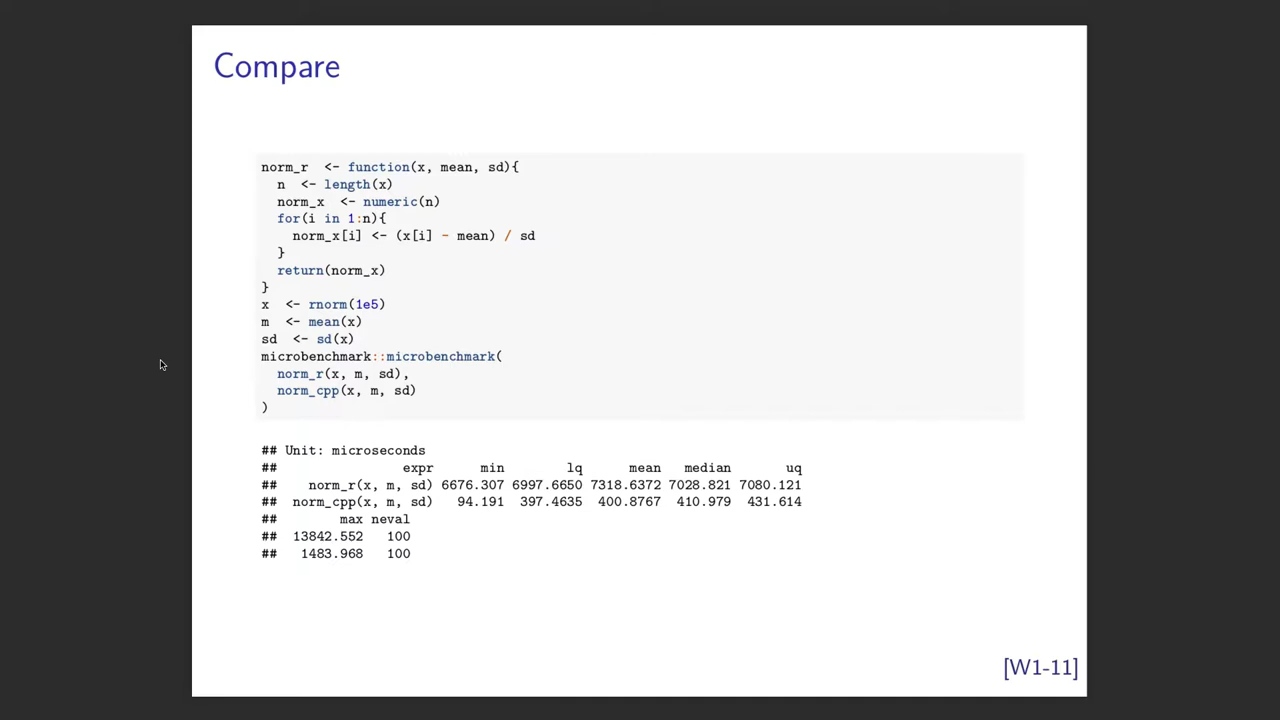 Compare
norm_r  <- function(x, mean, sd){
  n  <- length(x)
  norm_x  <- numeric(n)
  for(i in 1:n){
    norm_x[i] <- (x[i] - mean) / sd
  }
  return(norm_x)
}
x  <- rnorm(1e5)
m  <- mean(x)
sd  <- sd(x)
microbenchmark::microbenchmark(
  norm_r(x, m, sd),
  norm_cpp(x, m, sd)
)
## Unit: microseconds
##                expr      min       lq      mean   median       uq
##    norm_r(x, m, sd) 6676.307 6997.6650 7318.6372 7028.821 7080.121
##  norm_cpp(x, m, sd)   94.191  397.4635  400.8767  410.979  431.614
##        max neval
##  13842.552   100
##   1483.968   100
[W1-11]